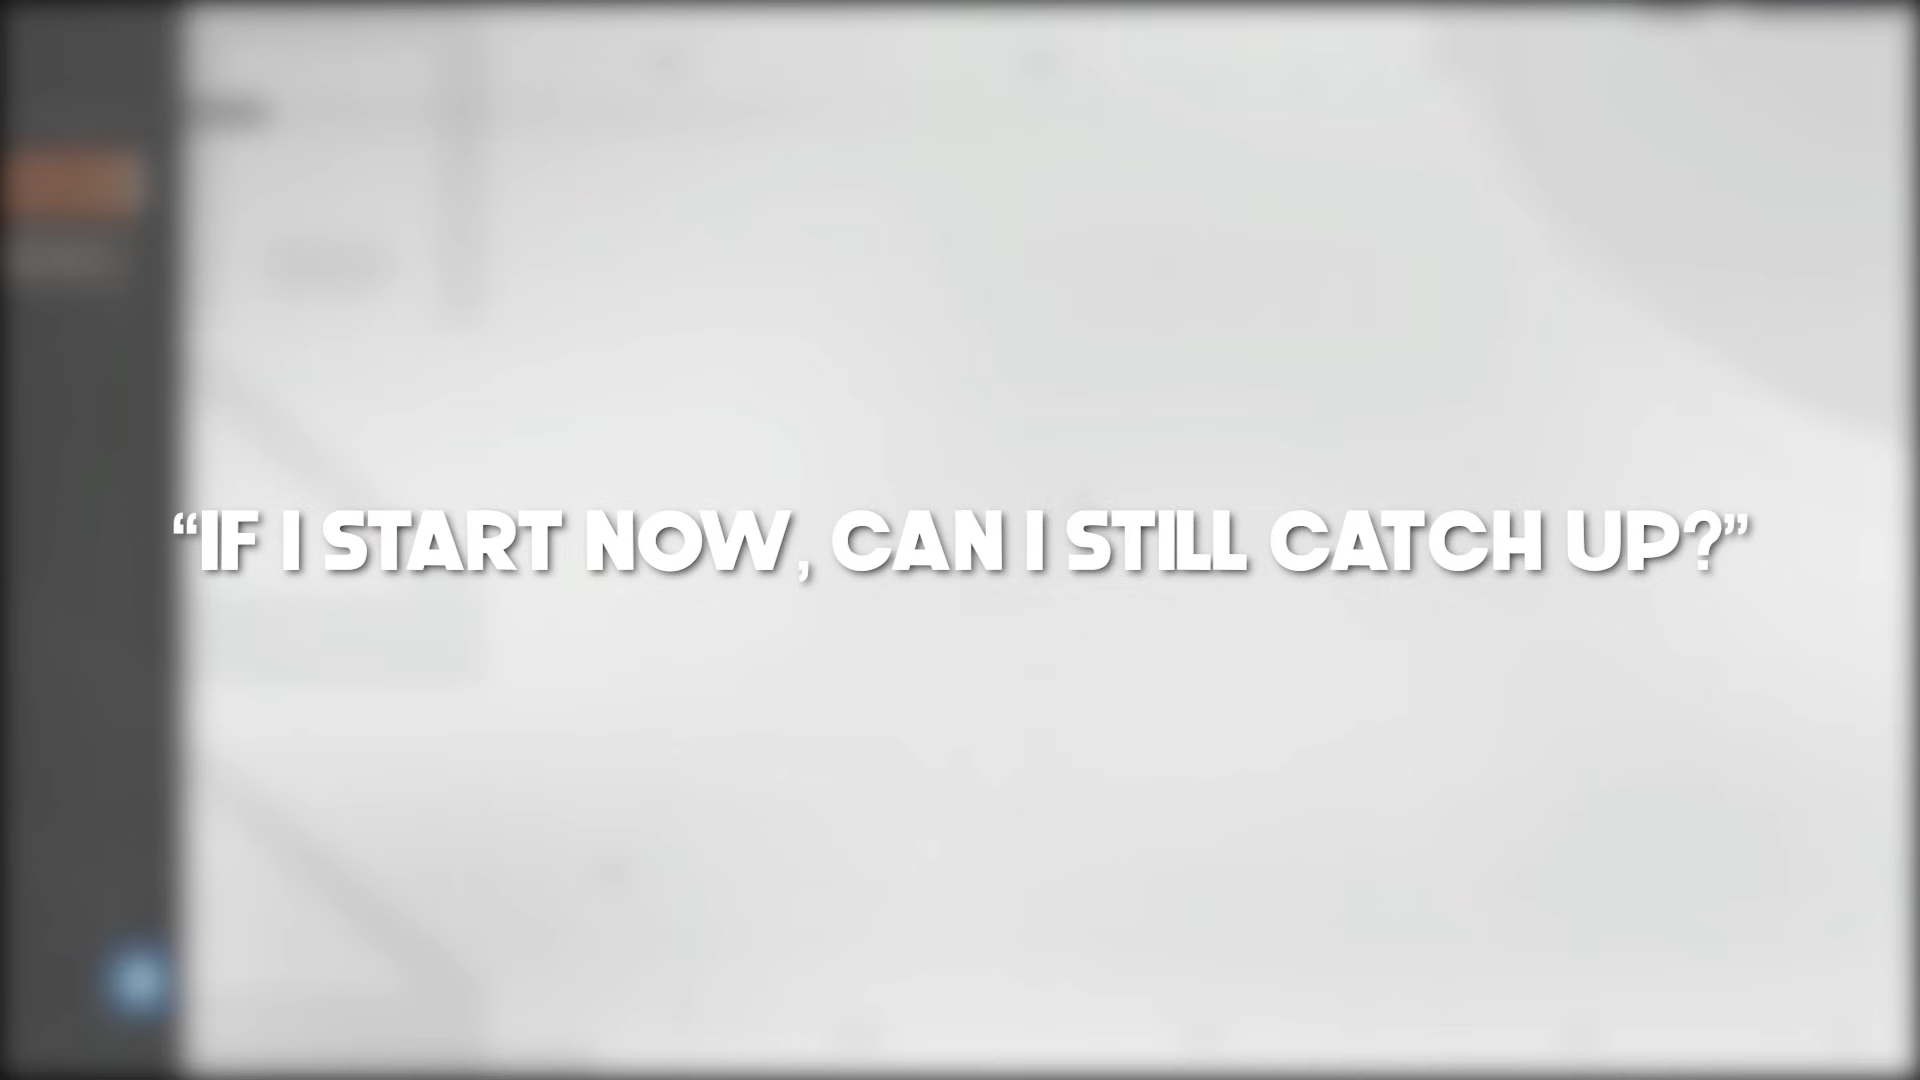 “IF I START NOW, CAN I STILL CATCH UP?”